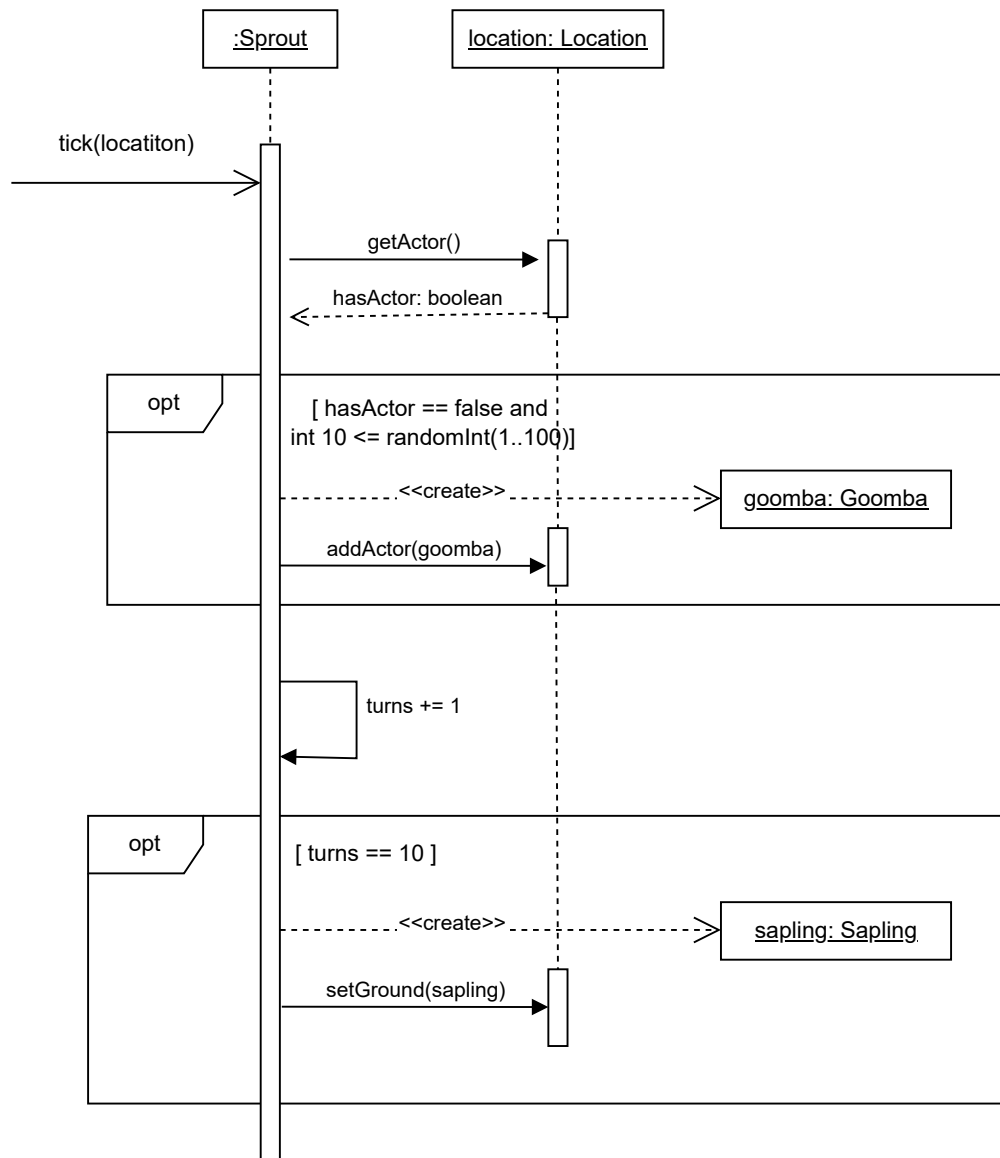 :Sprout
location: Location
tick(locatiton)
getActor()
hasActor: boolean
opt
[ hasActor == false and
int 10 <= randomInt(1..100)]
<<create>>
goomba: Goomba
addActor(goomba)
turns += 1
opt
[ turns == 10 ]
<<create>>
sapling: Sapling
setGround(sapling)